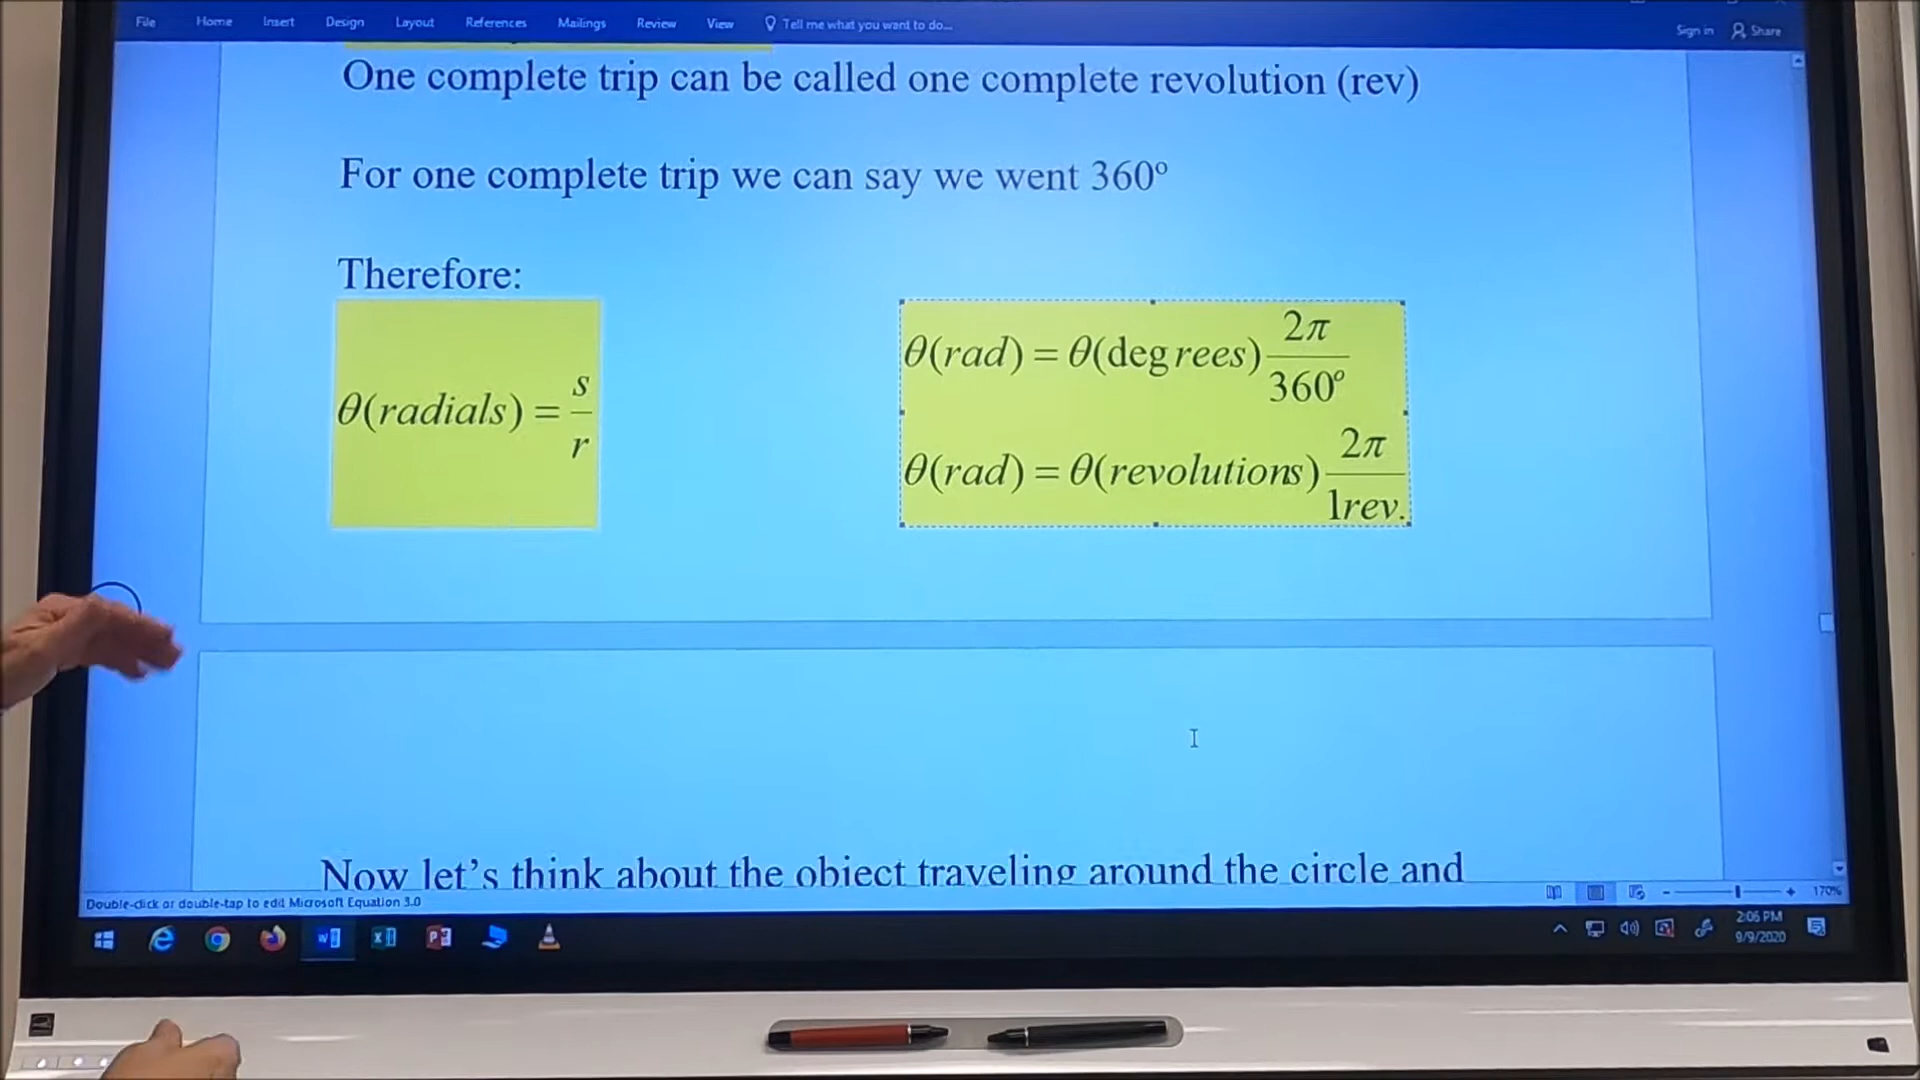 File Home Insert Design Layout References Mailings Review View Tell me what you want to do...
Sign in Share
One complete trip can be called one complete revolution (rev)
For one complete trip we can say we went 360º
Therefore:
θ(radials) = s/r
θ(rad) = θ(degrees) 2π/360º
θ(rad) = θ(revolutions) 2π/1rev.
Now let’s think about the object traveling around the circle and
Double-click or double-tap to edit Microsoft Equation 3.0
170%
2:06 PM
9/9/2020